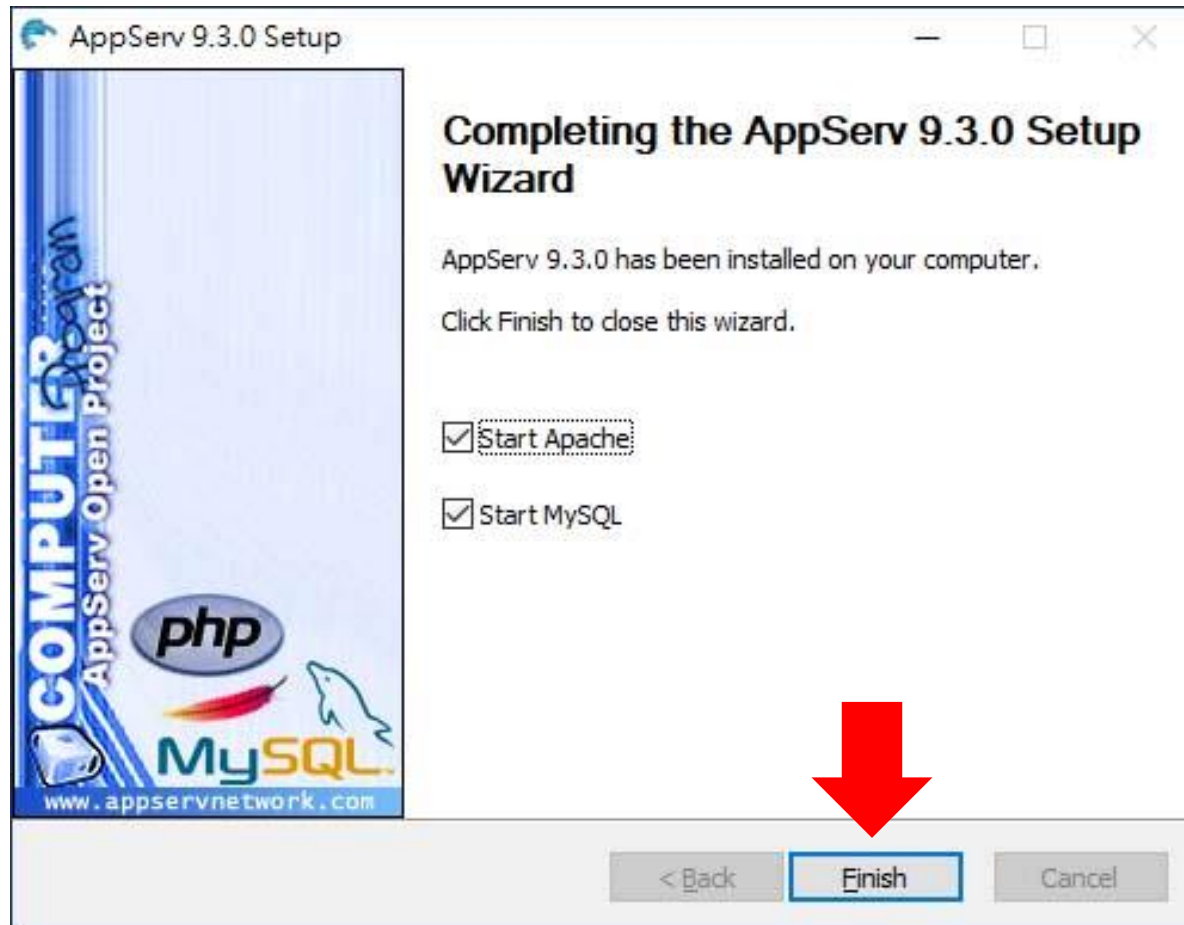 AppServ 9.3.0 Setup
Completing the AppServ 9.3.0 Setup
Wizard
AppServ 9.3.0 has been installed on your computer.
Click Finish to close this wizard.
Start Apache
Start MySQL
COMPUTER
Program
AppServ Open Project
php
MySQL
www.appservnetwork.com
< Back
Finish
Cancel